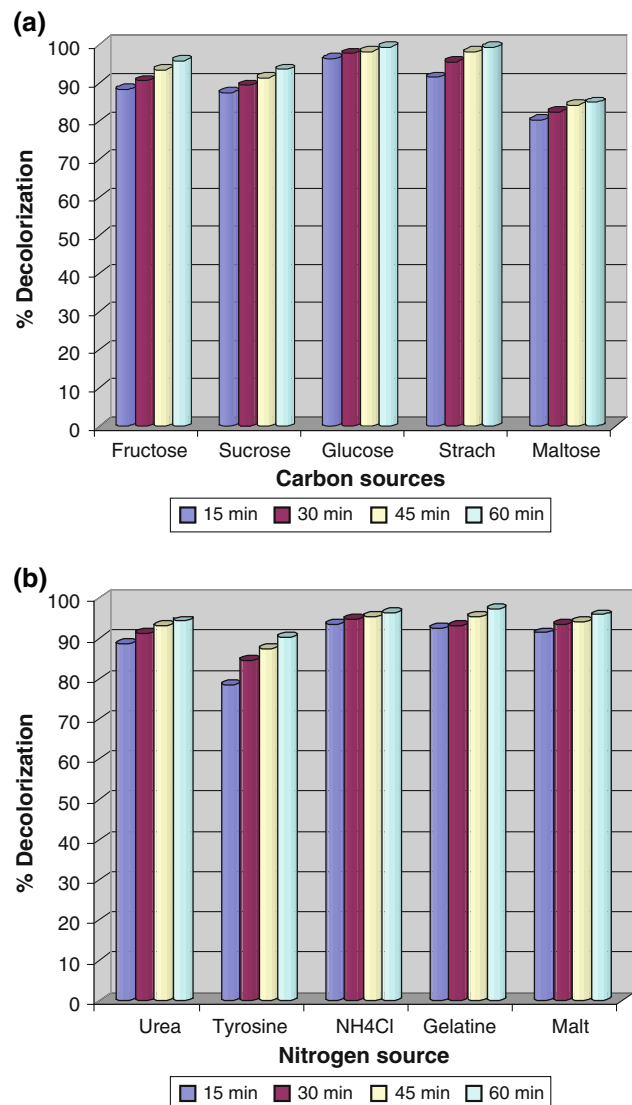 (a)
100
90
80
70
60
50
40
30
20
10
0
% Decolorization
Fructose Sucrose Glucose Strach Maltose
Carbon sources
15 min 30 min 45 min 60 min
(b)
100
90
80
70
60
50
40
30
20
10
0
% Decolorization
Urea Tyrosine NH4Cl Gelatine Malt
Nitrogen source
15 min 30 min 45 min 60 min